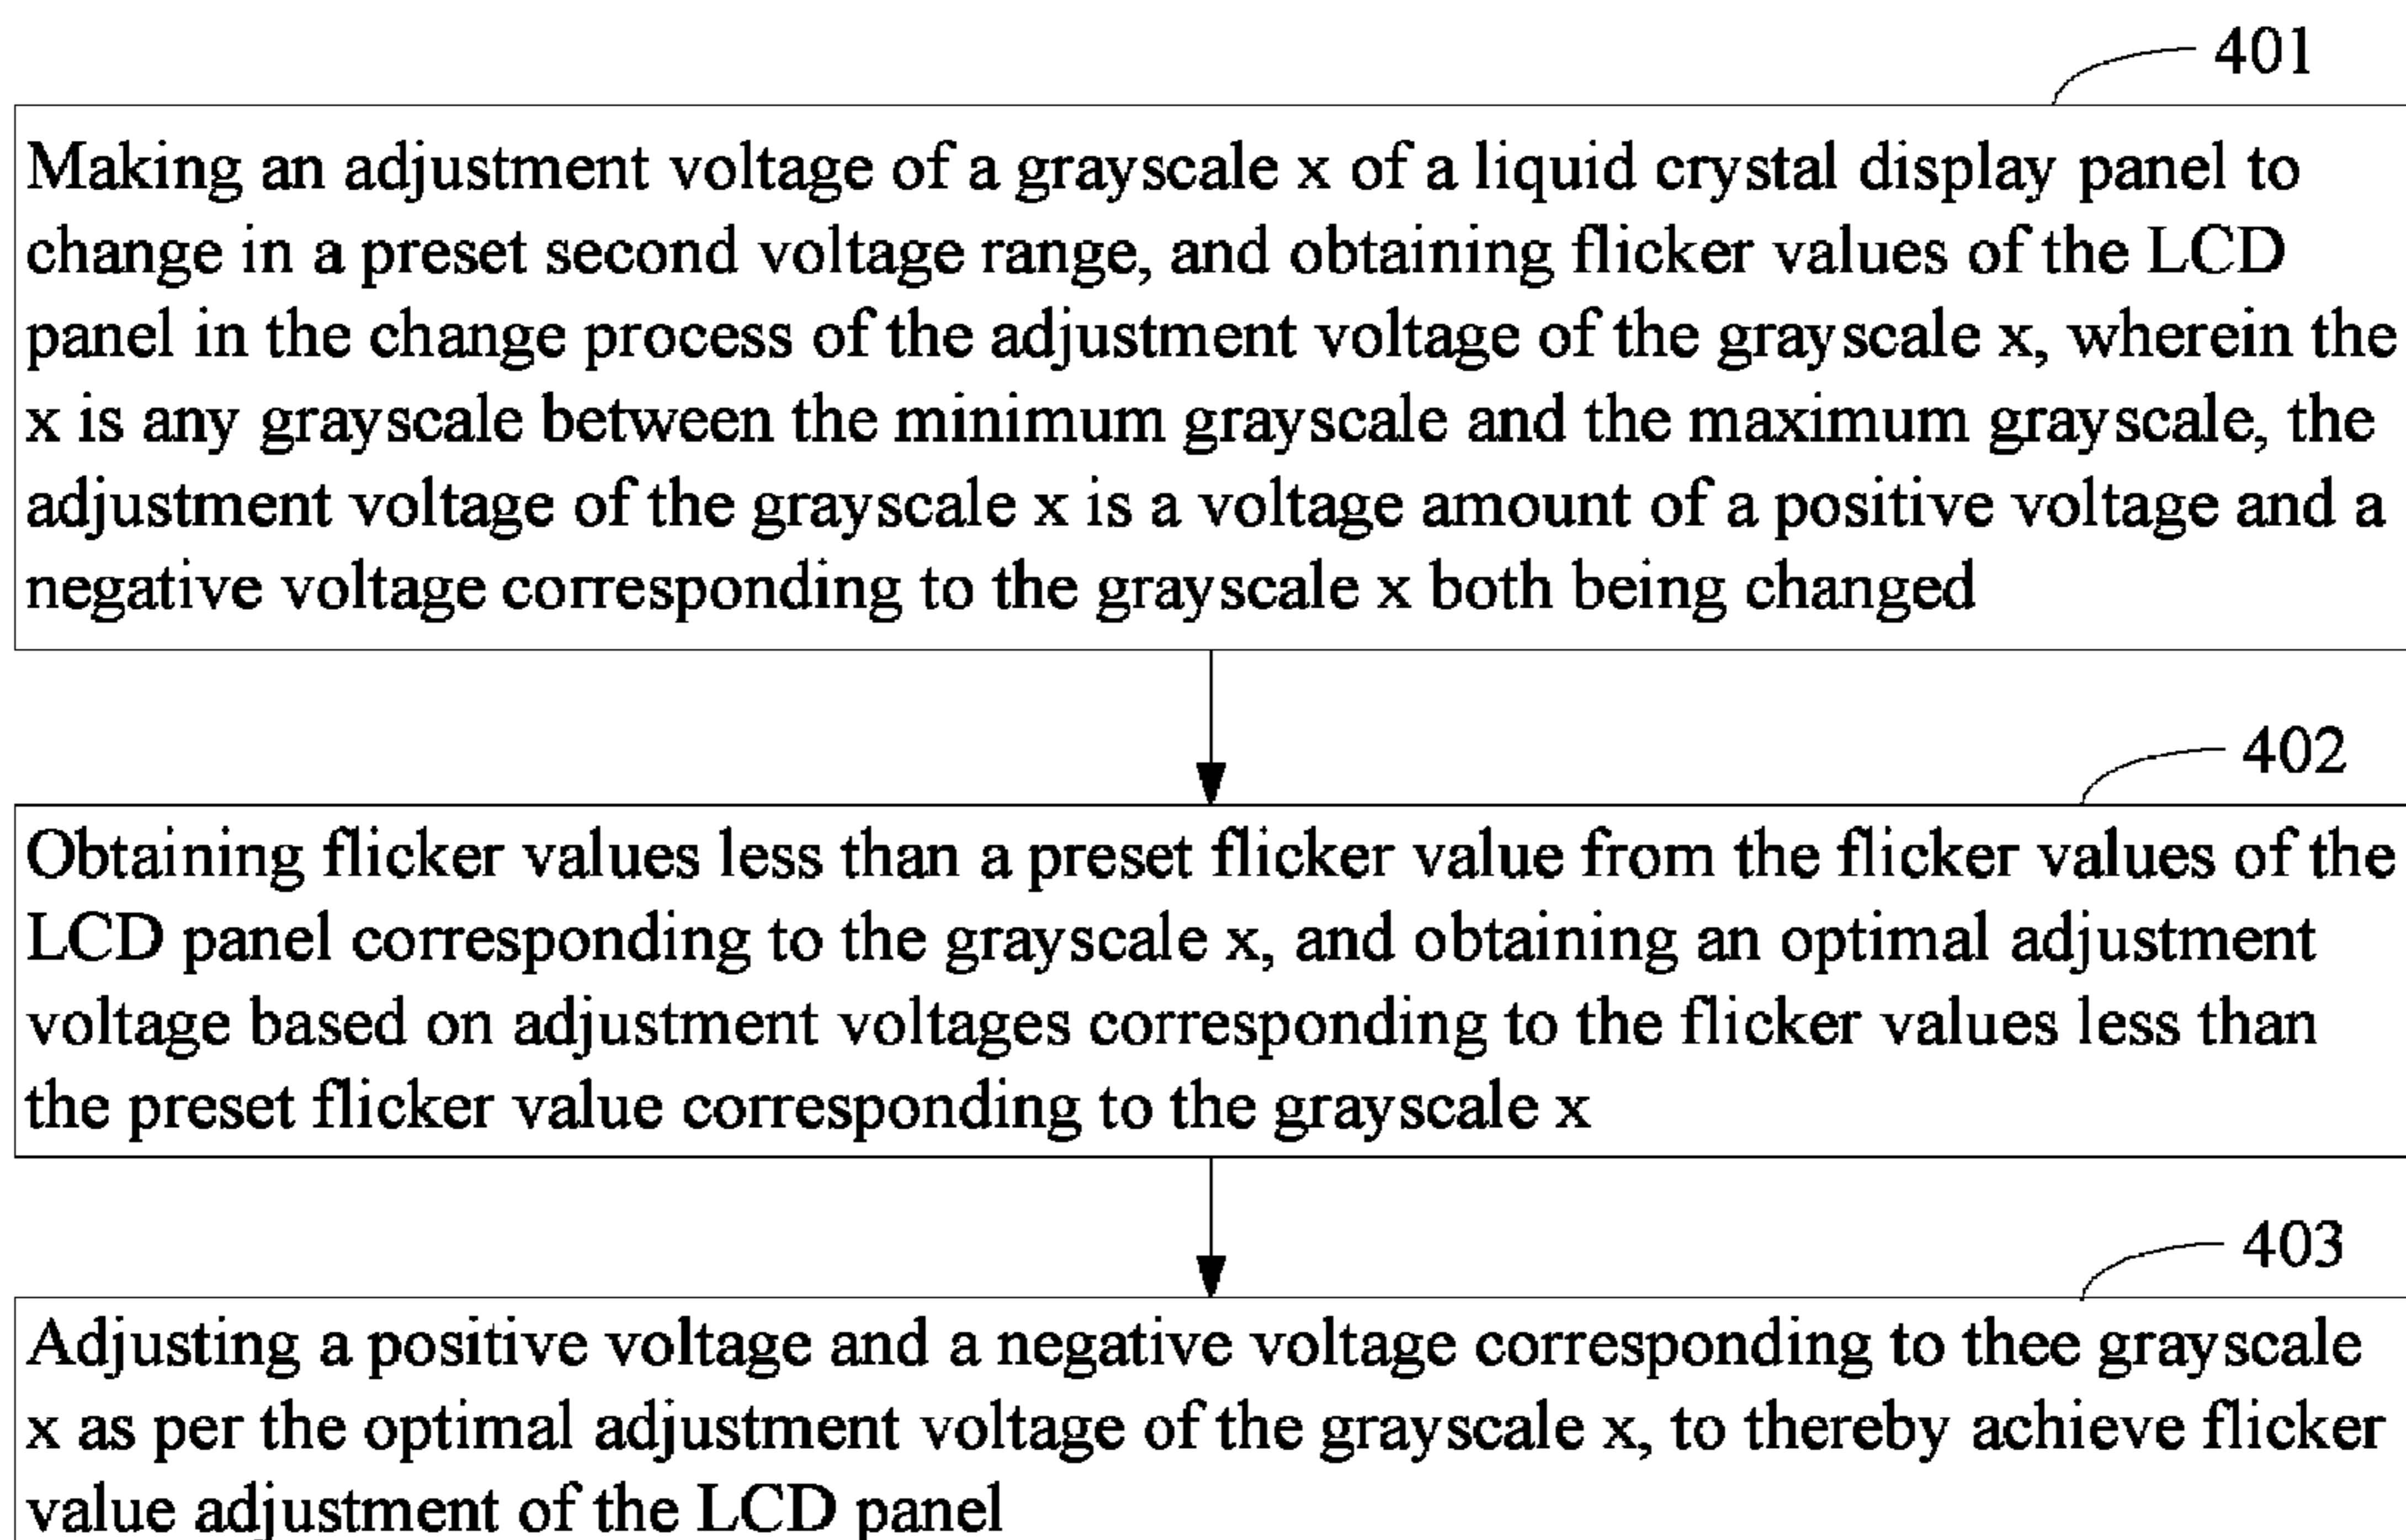 401
Making an adjustment voltage of a grayscale x of a liquid crystal display panel to
change in a preset second voltage range, and obtaining flicker values of the LCD
panel in the change process of the adjustment voltage of the grayscale x, wherein the
x is any grayscale between the minimum grayscale and the maximum grayscale, the
adjustment voltage of the grayscale x is a voltage amount of a positive voltage and a
negative voltage corresponding to the grayscale x both being changed
402
Obtaining flicker values less than a preset flicker value from the flicker values of the
LCD panel corresponding to the grayscale x, and obtaining an optimal adjustment
voltage based on adjustment voltages corresponding to the flicker values less than
the preset flicker value corresponding to the grayscale x
403
Adjusting a positive voltage and a negative voltage corresponding to thee grayscale
x as per the optimal adjustment voltage of the grayscale x, to thereby achieve flicker
value adjustment of the LCD panel